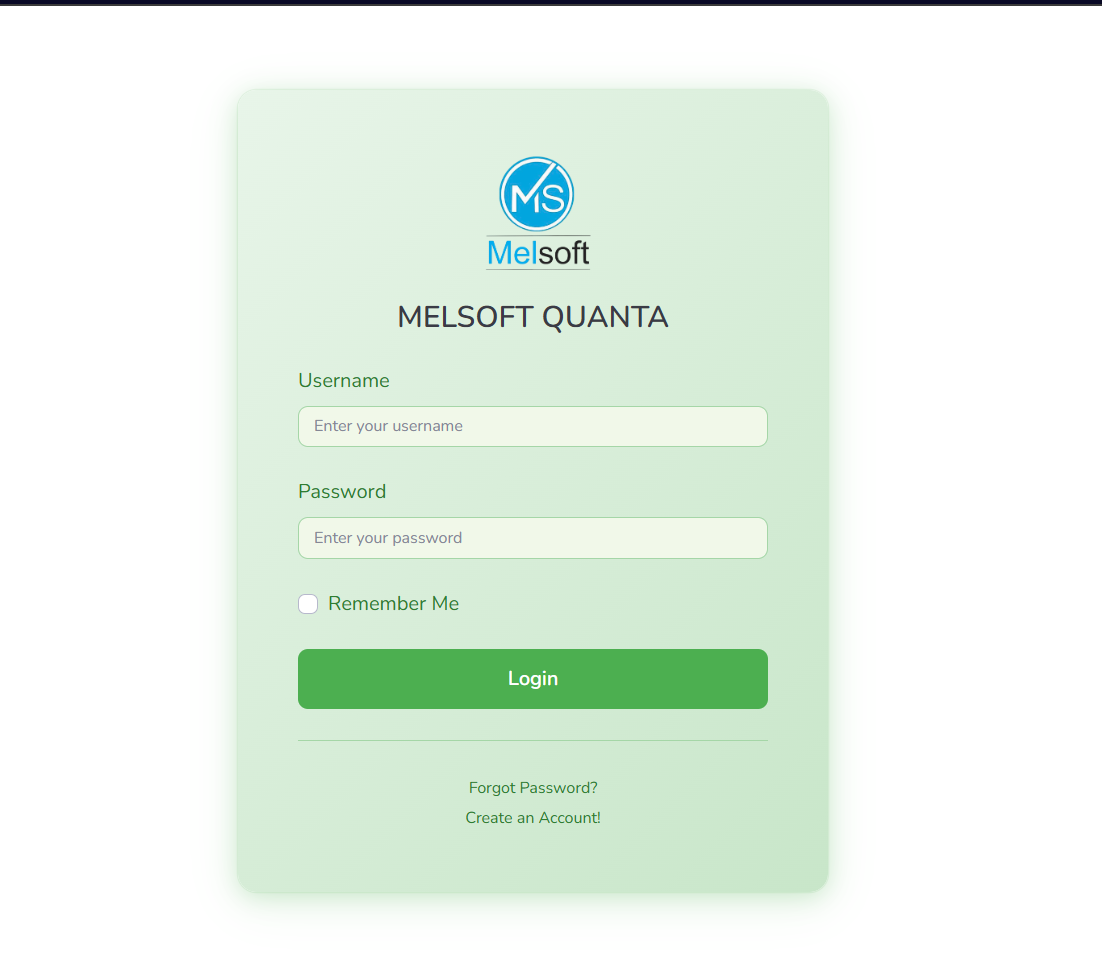 MS
Melsoft
MELSOFT QUANTA
Username
Enter your username
Password
Enter your password
Remember Me
Login
Forgot Password?
Create an Account!